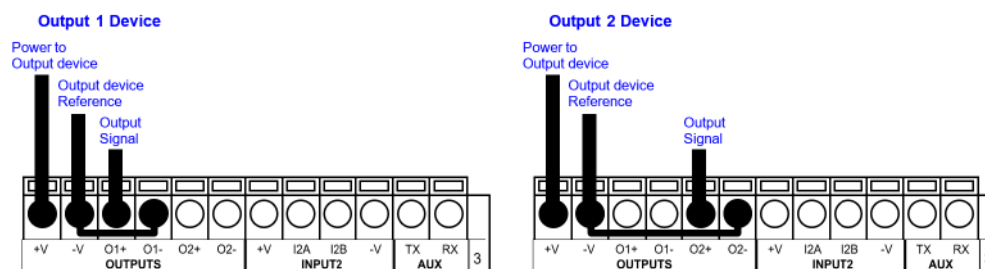 Output 1 Device
Power to
Output device
Output device
Reference
Output
Signal
+V -V O1+ O1- O2+ O2- +V I2A I2B -V TX RX
OUTPUTS INPUT2 AUX
3
Output 2 Device
Power to
Output device
Output device
Reference
Output
Signal
+V -V O1+ O1- O2+ O2- +V I2A I2B -V TX RX
OUTPUTS INPUT2 AUX